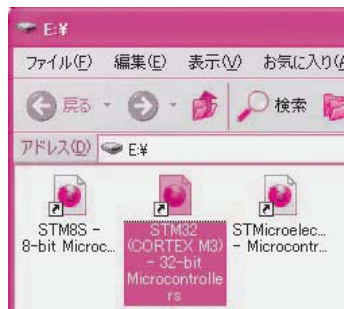 E:¥
ファイル(F) 編集(E) 表示(V) お気に入り(A
戻る 検索
アドレス(D) E:¥
STM8S -
8-bit Microc...
STM32
(CORTEX M3)
- 32-bit
Microcontrolle
rs
STMicroelec...
- Microcontr...